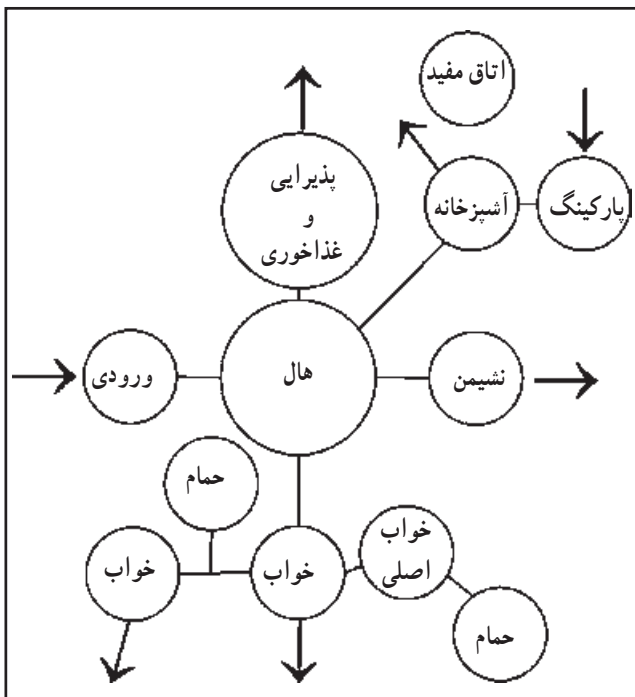 اتاق مفید
پذیرایی
و
غذاخوری
آشپزخانه
پارکینگ
ورودی
هال
نشیمن
حمام
خواب
خواب
خواب
اصلی
حمام